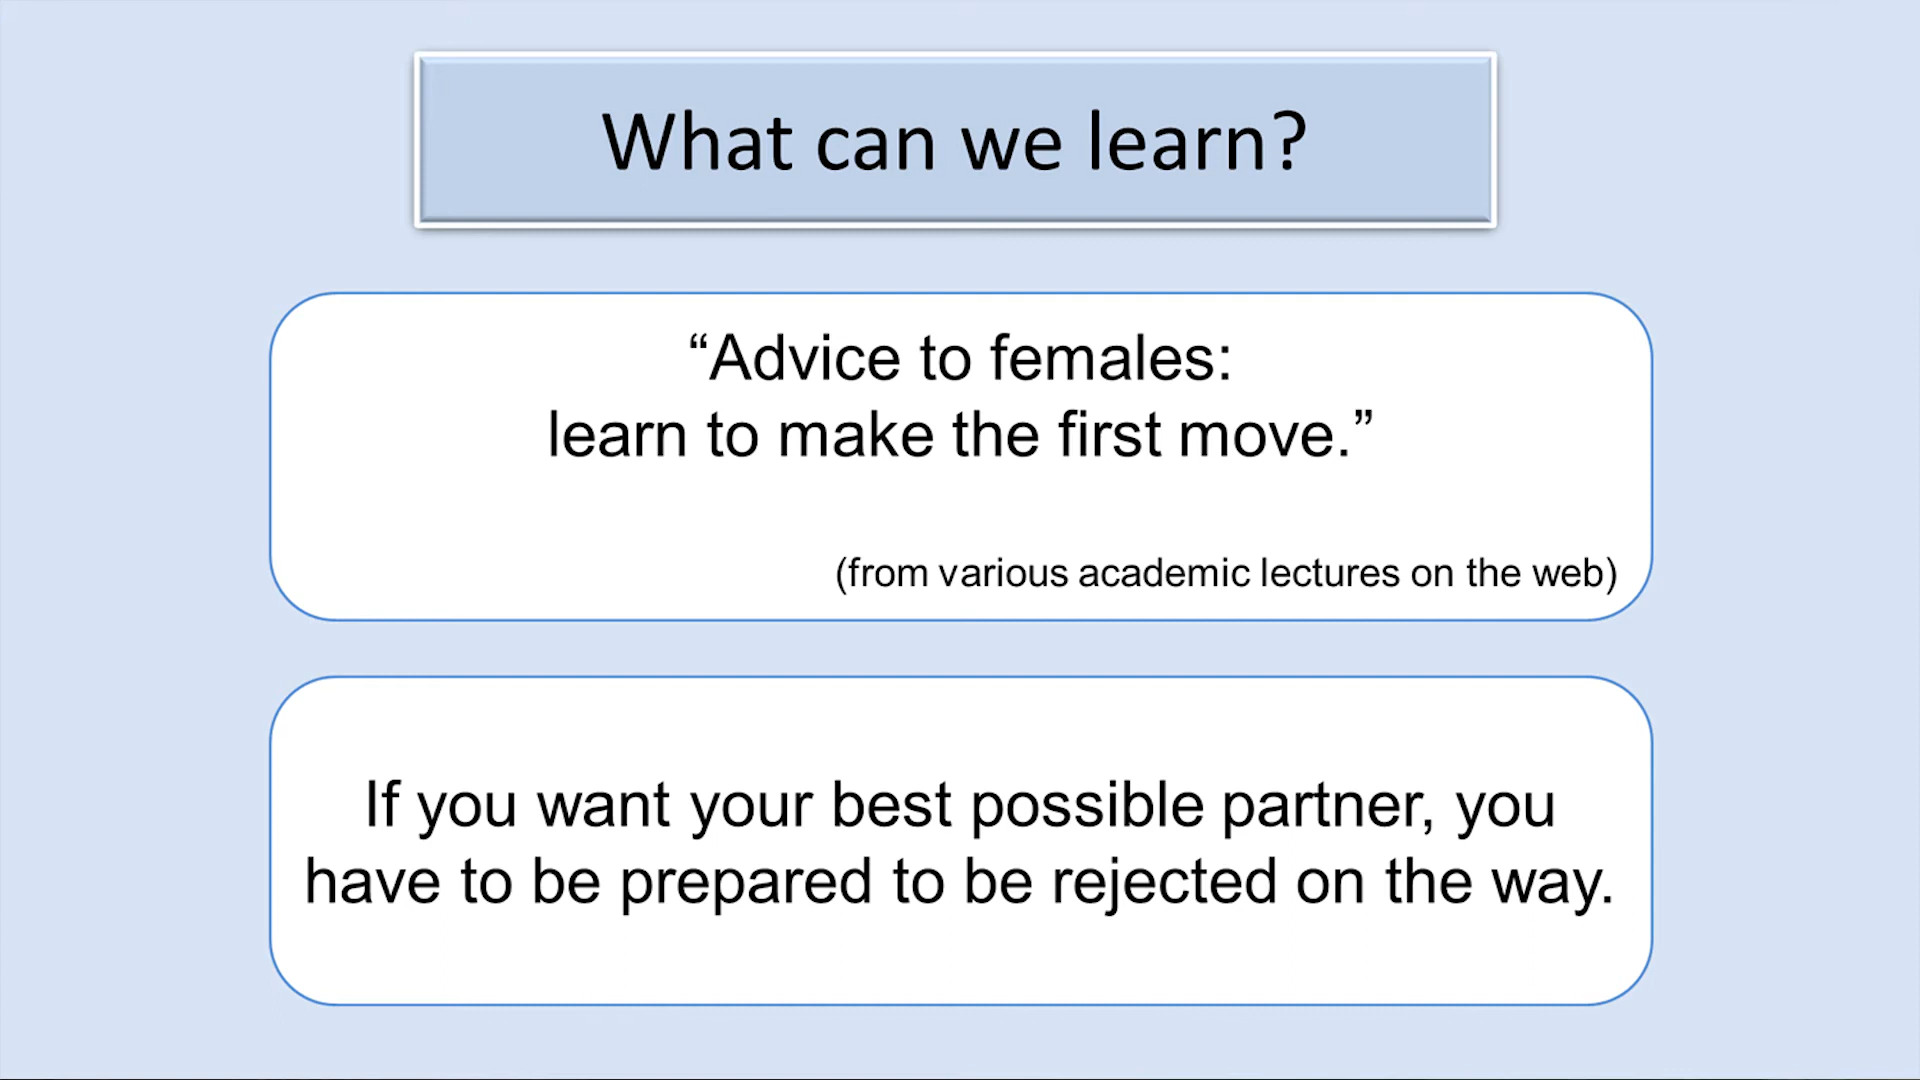 What can we learn?
“Advice to females:
learn to make the first move.”
(from various academic lectures on the web)
If you want your best possible partner, you
have to be prepared to be rejected on the way.